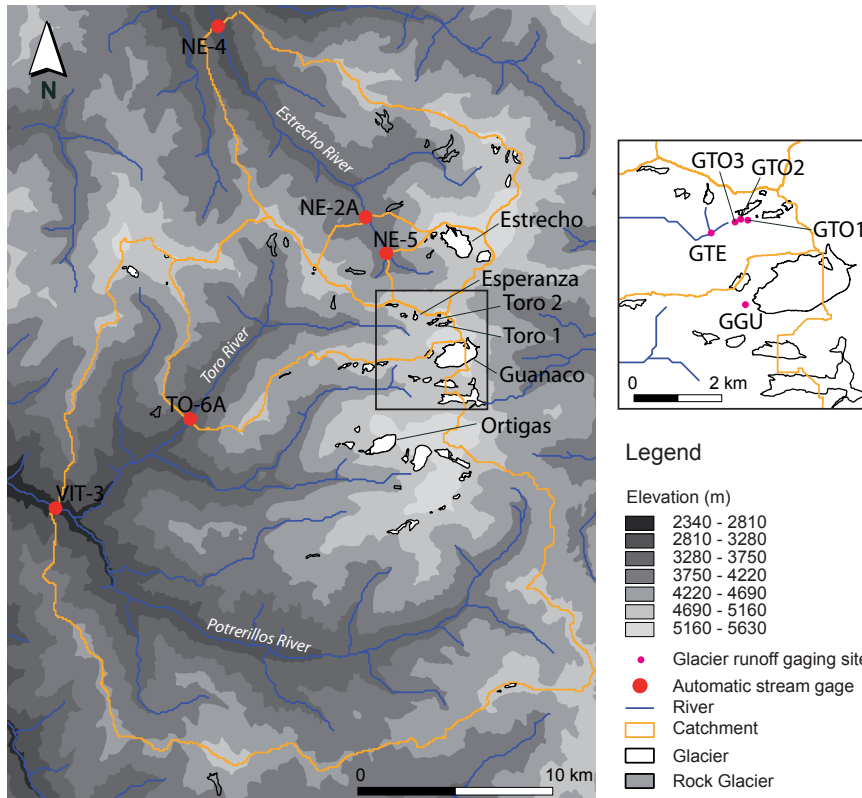 NE-4
N
Estrecho River
NE-2A
NE-5
Estrecho
Esperanza
Toro 2
Toro 1
Guanaco
Toro River
TO-6A
Ortigas
VIT-3
Potrerillos River
0 10 km
GTO3
GTO2
GTO1
GTE
GGU
0 2 km
Legend
Elevation (m)
2340 - 2810
2810 - 3280
3280 - 3750
3750 - 4220
4220 - 4690
4690 - 5160
5160 - 5630
Glacier runoff gaging site
Automatic stream gage
River
Catchment
Glacier
Rock Glacier